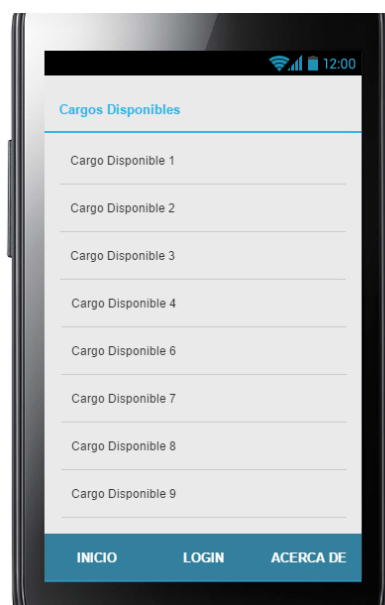 12:00
Cargos Disponibles
Cargo Disponible 1
Cargo Disponible 2
Cargo Disponible 3
Cargo Disponible 4
Cargo Disponible 6
Cargo Disponible 7
Cargo Disponible 8
Cargo Disponible 9
INICIO LOGIN ACERCA DE